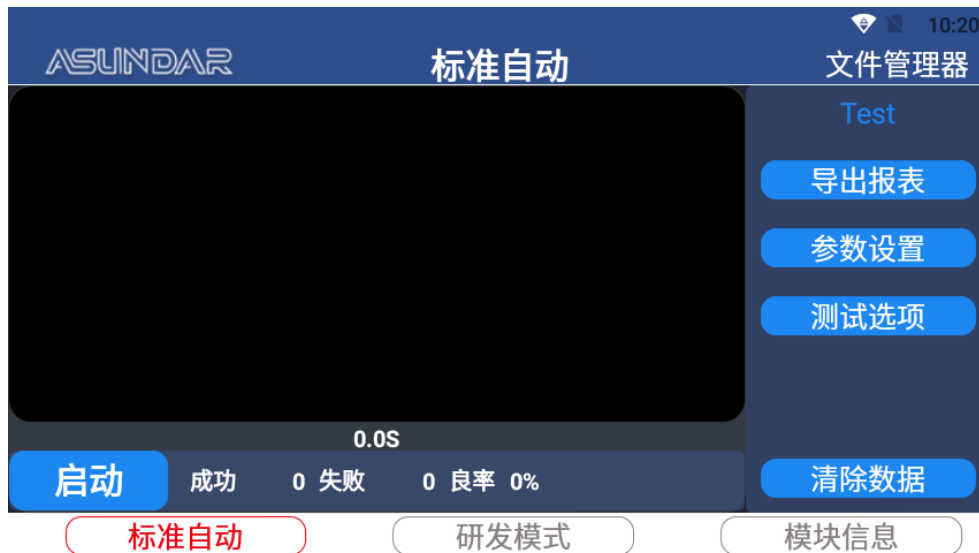 10:20
ASUNDAR
标准自动
文件管理器
Test
导出报表
参数设置
测试选项
0.0S
启动 成功 0 失败 0 良率 0%
清除数据
标准自动 研发模式 模块信息